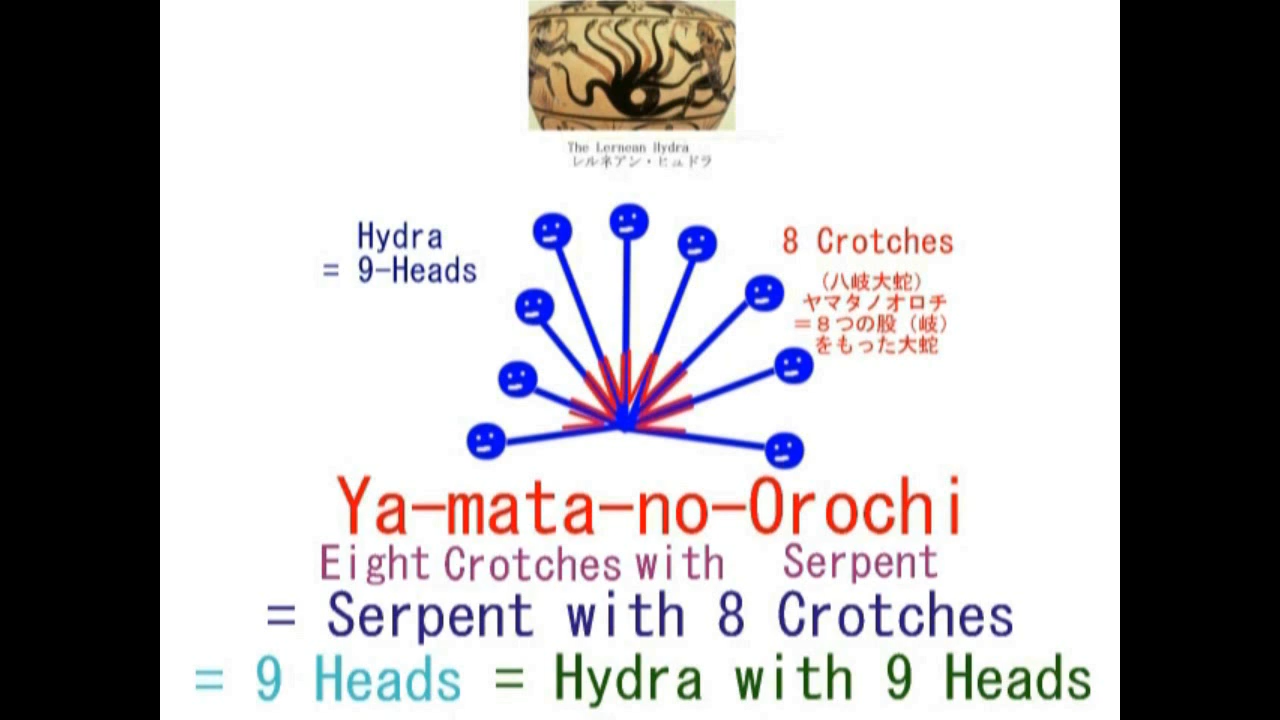 The Lernean Hydra
レルネアン・ヒュドラ
Hydra
= 9-Heads
8 Crotches
（八岐大蛇）
ヤマタノオロチ
＝８つの股（岐）
をもった大蛇
Ya-mata-no-Orochi
Eight Crotches with Serpent
= Serpent with 8 Crotches
= 9 Heads = Hydra with 9 Heads